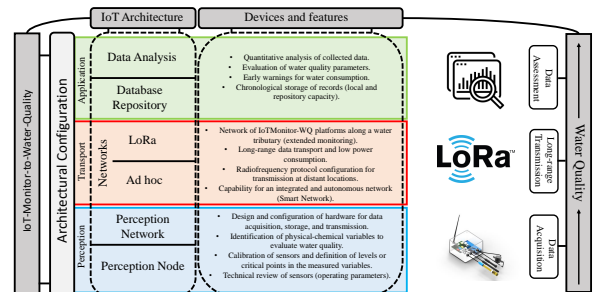 IoT Architecture
Devices and features
IoT-Monitor-to-Water-Quality
Architectural Configuration
Application
Data Analysis
Database
Repository
• Quantitative analysis of collected data.
• Evaluation of water quality parameters.
• Early warnings for water consumption.
• Chronological storage of records (local and
repository capacity).
Transport
Networks
LoRa
Ad hoc
• Network of IoTMonitor-WQ platforms along a water
tributary (extended monitoring).
• Long-range data transport and low power
consumption.
• Radiofrequency protocol configuration for
transmission at distant locations.
• Capability for an integrated and autonomous network
(Smart Network).
Perception
Perception
Network
Perception Node
• Design and configuration of hardware for data
acquisition, storage, and transmission.
• Identification of physical-chemical variables to
evaluate water quality.
• Calibration of sensors and definition of levels or
critical points in the measured variables.
• Technical review of sensors (operating parameters).
LoRa™
Data
Assessment
Long-range
Transmission
Data
Acquisition
Water Quality